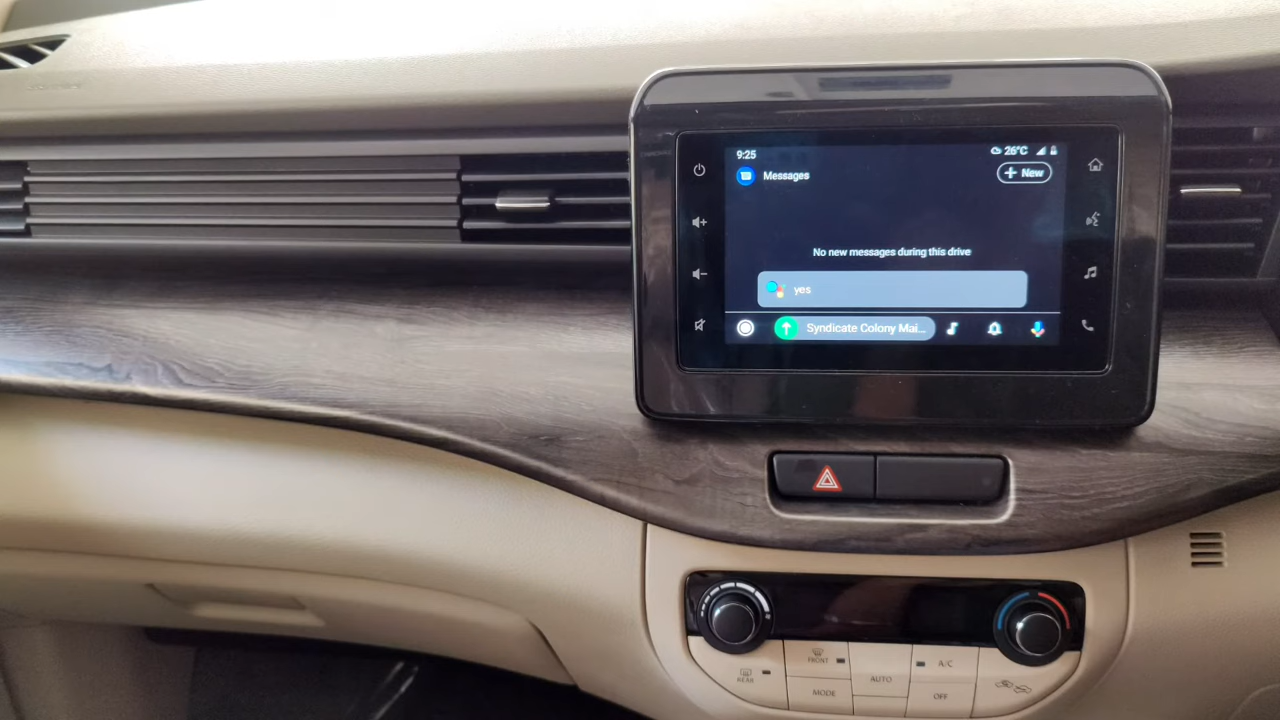 9:25
26°C
Messages
+ New
No new messages during this drive
yes
Syndicate Colony Mai...
FRONT
A/C
REAR
AUTO
MODE
OFF